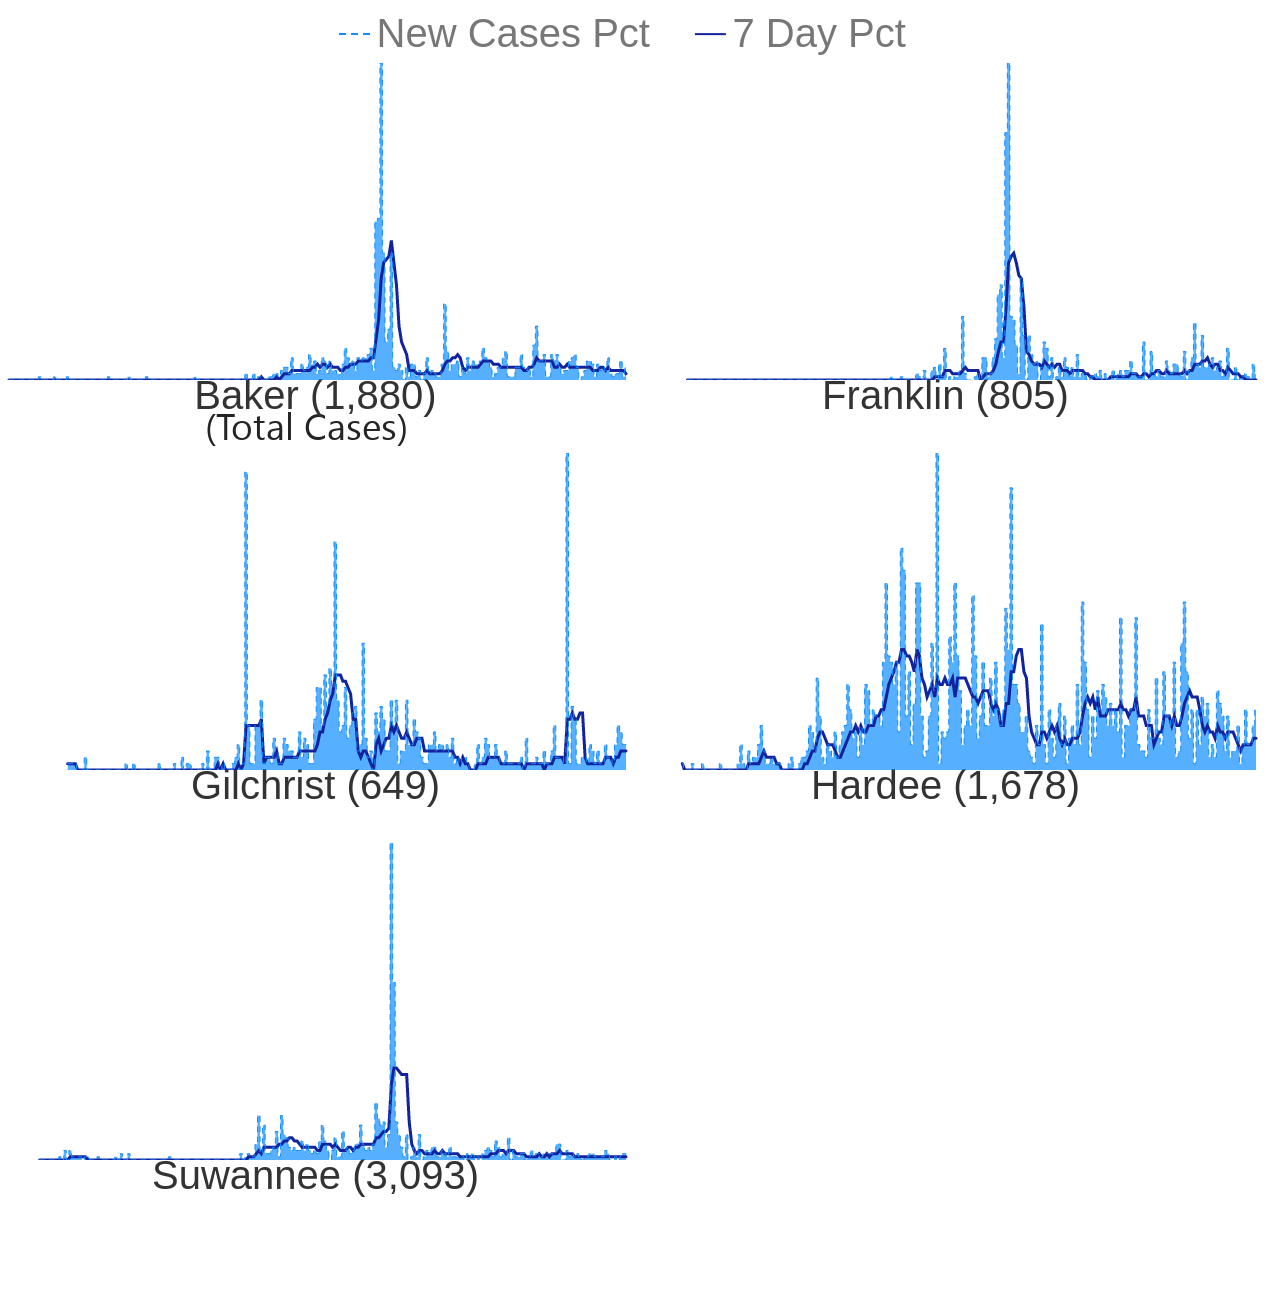 New Cases Pct 7 Day Pct
Baker (1,880) Franklin (805)
(Total Cases)
Gilchrist (649) Hardee (1,678)
Suwannee (3,093)